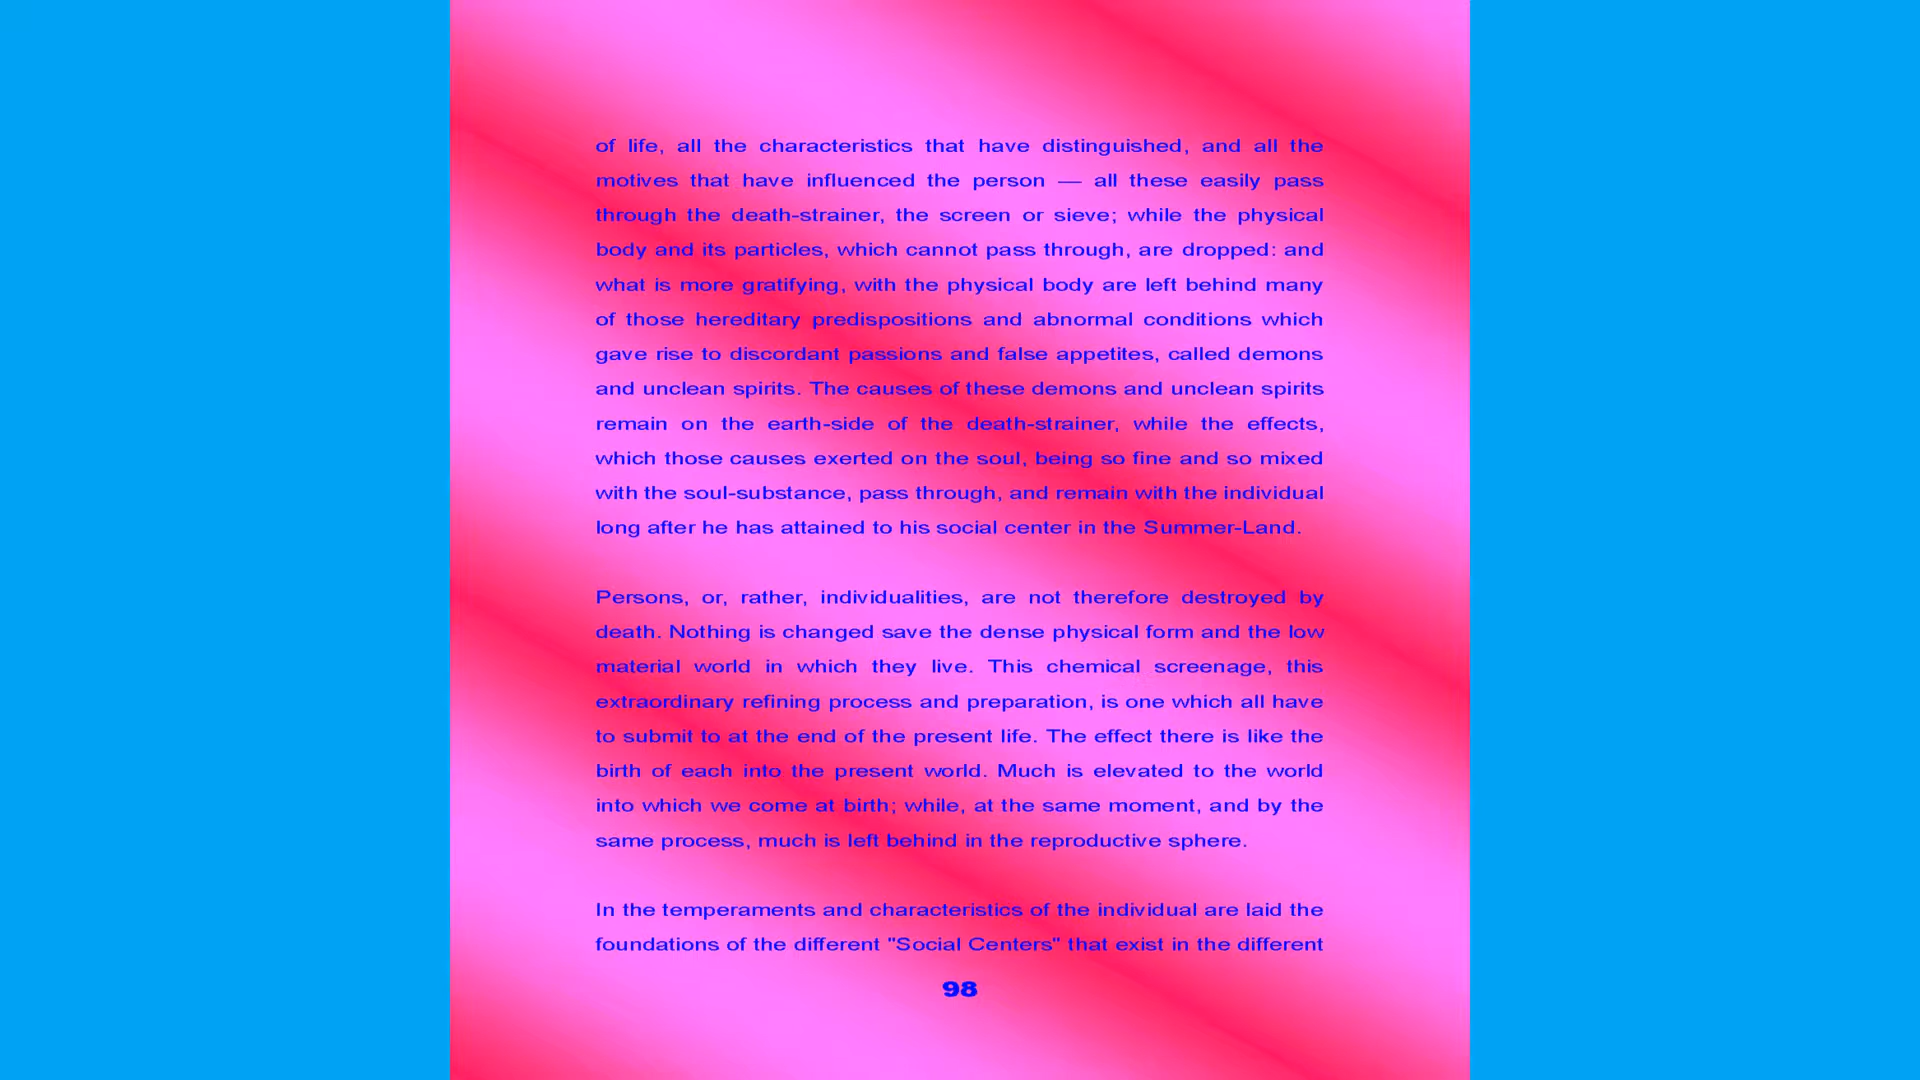 of life, all the characteristics that have distinguished, and all the
motives that have influenced the person — all these easily pass
through the death-strainer, the screen or sieve; while the physical
body and its particles, which cannot pass through, are dropped: and
what is more gratifying, with the physical body are left behind many
of those hereditary predispositions and abnormal conditions which
gave rise to discordant passions and false appetites, called demons
and unclean spirits. The causes of these demons and unclean spirits
remain on the earth-side of the death-strainer, while the effects,
which those causes exerted on the soul, being so fine and so mixed
with the soul-substance, pass through, and remain with the individual
long after he has attained to his social center in the Summer-Land.
Persons, or, rather, individualities, are not therefore destroyed by
death. Nothing is changed save the dense physical form and the low
material world in which they live. This chemical screenage, this
extraordinary refining process and preparation, is one which all have
to submit to at the end of the present life. The effect there is like the
birth of each into the present world. Much is elevated to the world
into which we come at birth; while, at the same moment, and by the
same process, much is left behind in the reproductive sphere.
In the temperaments and characteristics of the individual are laid the
foundations of the different "Social Centers" that exist in the different
98